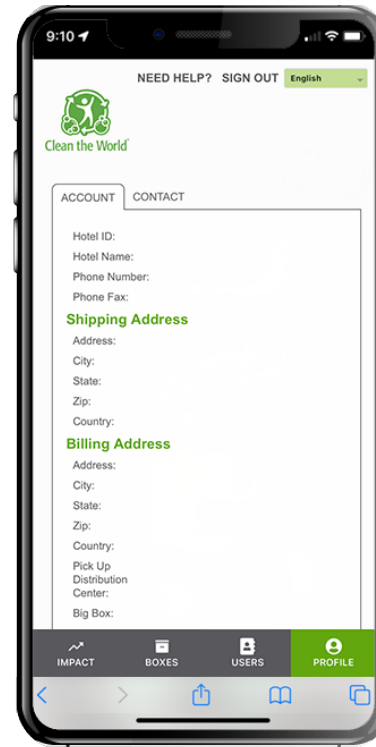 9:10
NEED HELP? SIGN OUT English
Clean the World
ACCOUNT CONTACT
Hotel ID:
Hotel Name:
Phone Number:
Phone Fax:
Shipping Address
Address:
City:
State:
Zip:
Country:
Billing Address
Address:
City:
State:
Zip:
Country:
Pick Up
Distribution
Center:
Big Box:
IMPACT BOXES USERS PROFILE